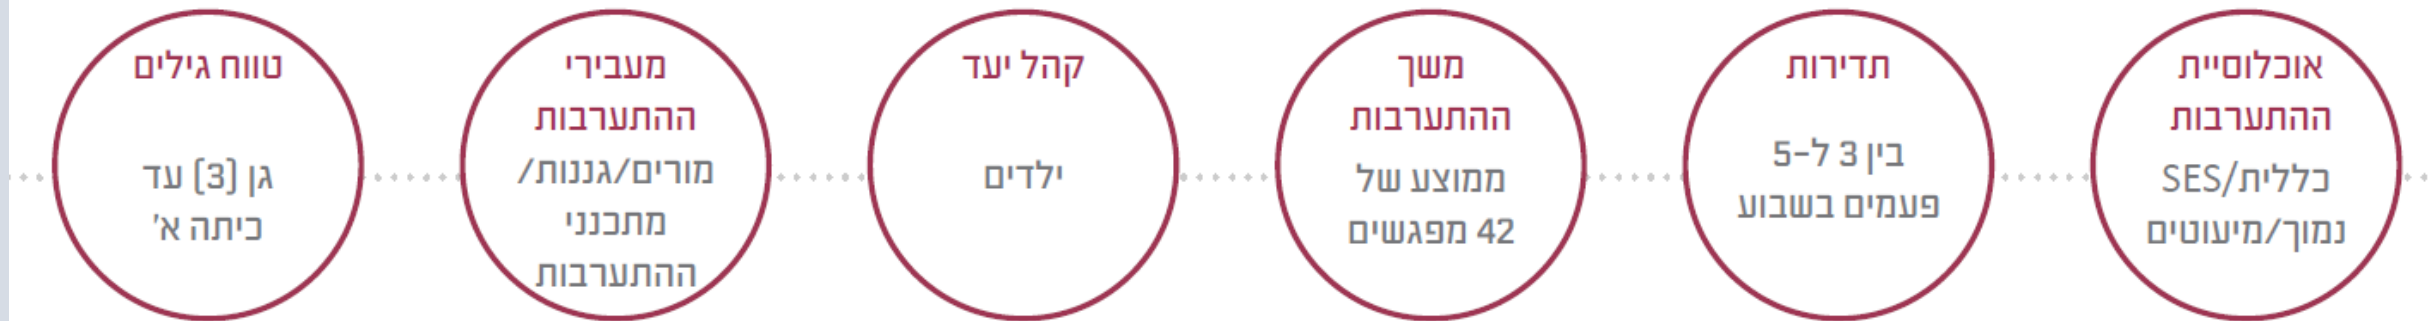 אוכלוסיית
ההתערבות
כללית/SES
נמוך/מיעוטים
תדירות
בין 3 ל-5
פעמים בשבוע
משך
ההתערבות
ממוצע של
42 מפגשים
קהל יעד
ילדים
מעבירי
ההתערבות
מורים/גננות/
מתכנני
ההתערבות
טווח גילים
גן (3) עד
כיתה א'